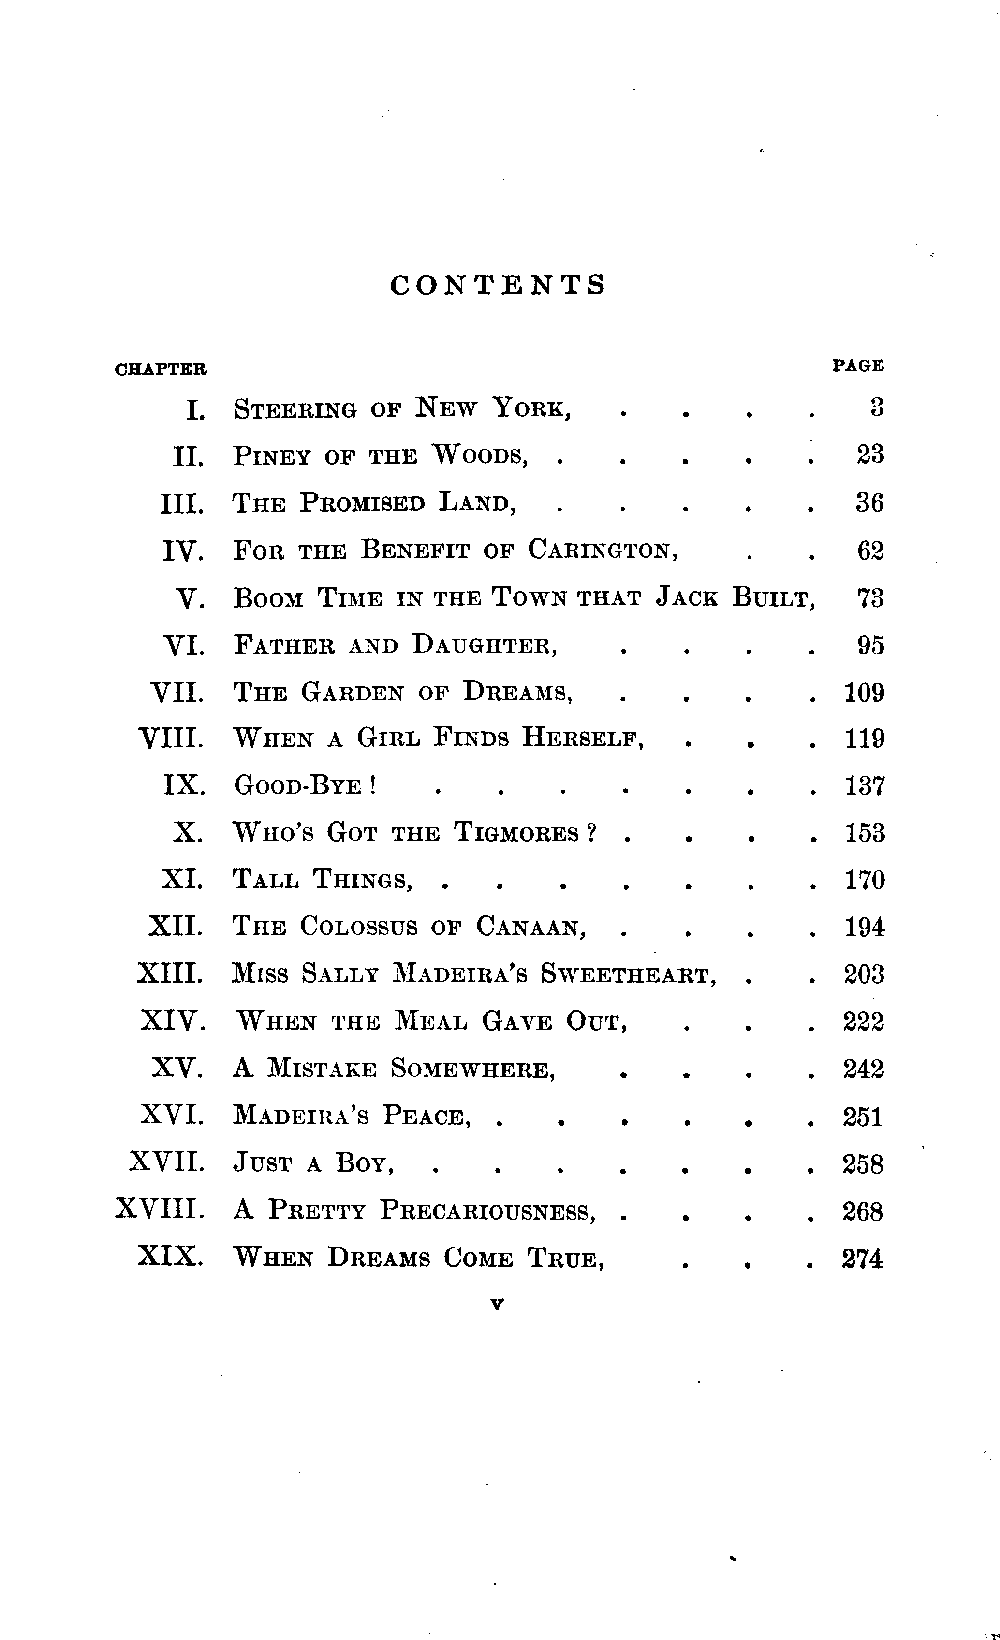 CONTENTS
CHAPTER PAGE
I. STEERING OF NEW YORK, . . . . 3
II. PINEY OF THE WOODS, . . . . . 23
III. THE PROMISED LAND, . . . . . 36
IV. FOR THE BENEFIT OF CARINGTON, . . 62
V. BOOM TIME IN THE TOWN THAT JACK BUILT, 73
VI. FATHER AND DAUGHTER, . . . . 95
VII. THE GARDEN OF DREAMS, . . . . 109
VIII. WHEN A GIRL FINDS HERSELF, . . . 119
IX. GOOD-BYE! . . . . . . . 137
X. WHO'S GOT THE TIGMORES? . . . . 153
XI. TALL THINGS, . . . . . . . 170
XII. THE COLOSSUS OF CANAAN, . . . . 194
XIII. MISS SALLY MADEIRA'S SWEETHEART, . . 203
XIV. WHEN THE MEAL GAVE OUT, . . . 222
XV. A MISTAKE SOMEWHERE, . . . . 242
XVI. MADEIRA'S PEACE, . . . . . . 251
XVII. JUST A BOY, . . . . . . . 258
XVIII. A PRETTY PRECARIOUSNESS, . . . . 268
XIX. WHEN DREAMS COME TRUE, . . . 274
v